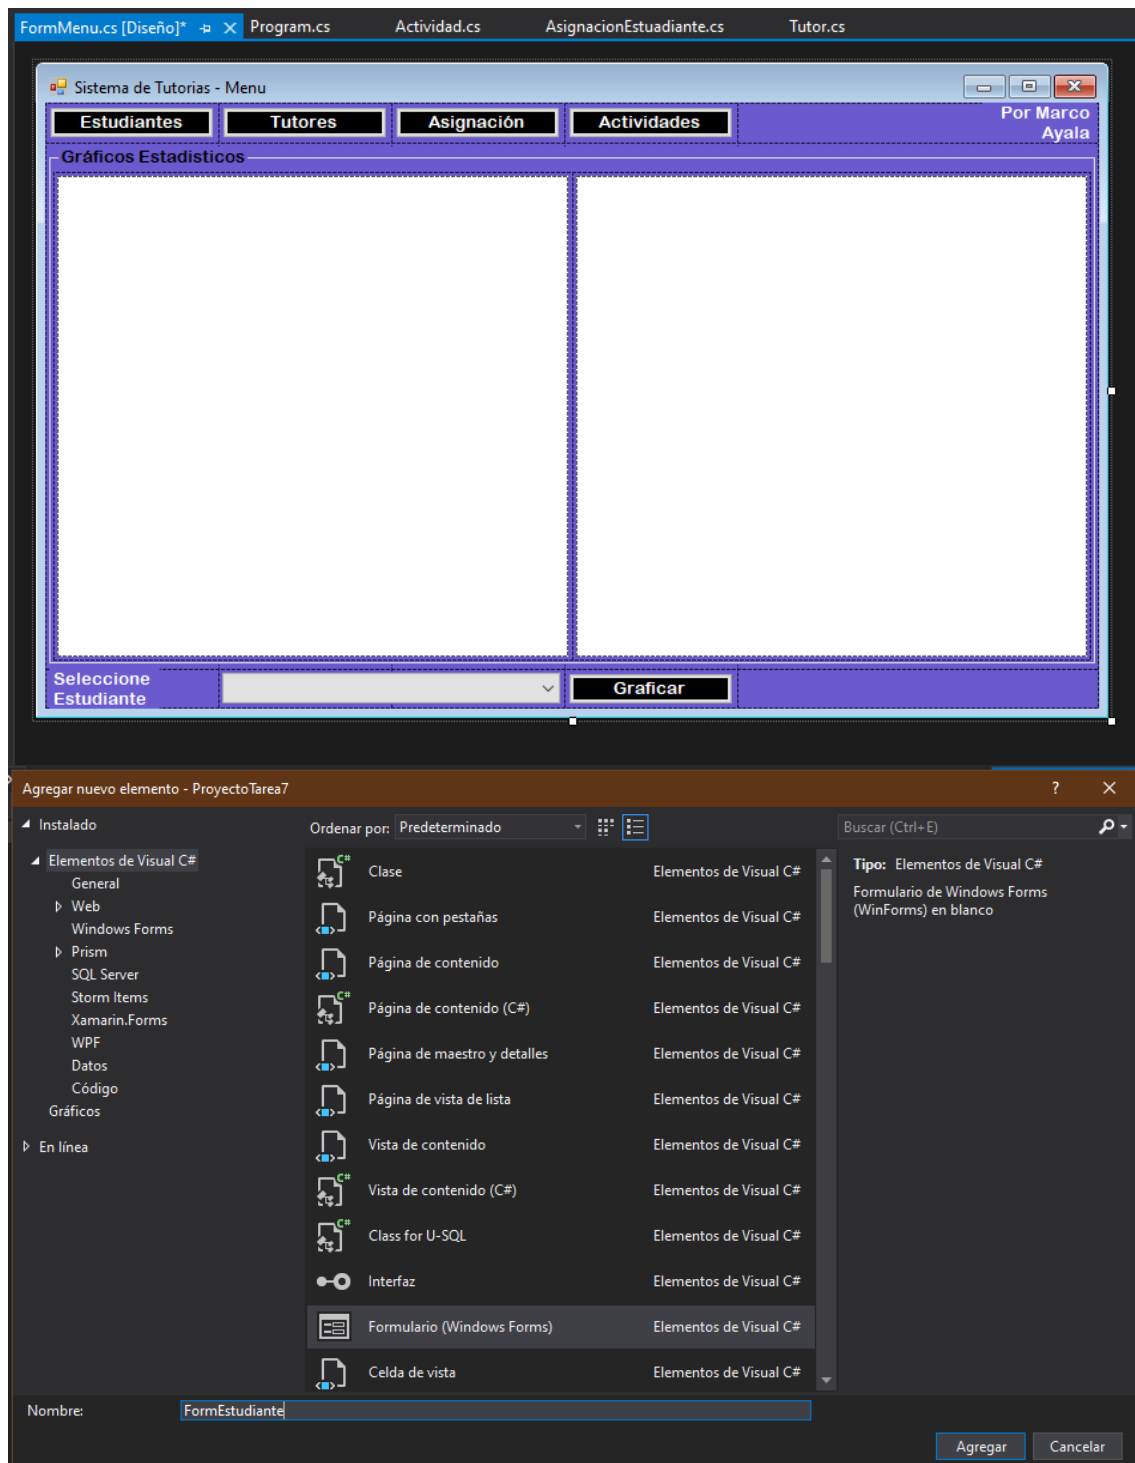 FormMenu.cs [Diseño]* Program.cs Actividad.cs AsignacionEstuadiante.cs Tutor.cs
Sistema de Tutorias - Menu
Estudiantes Tutores Asignación Actividades Por Marco
Ayala
Gráficos Estadisticos
Seleccione
Estudiante
Graficar
Agregar nuevo elemento - ProyectoTarea7 ?
Instalado
Ordenar por: Predeterminado
Buscar (Ctrl+E)
Elementos de Visual C#
General
Web
Windows Forms
Prism
SQL Server
Storm Items
Xamarin.Forms
WPF
Datos
Código
Gráficos
En línea
Clase Elementos de Visual C#
Página con pestañas Elementos de Visual C#
Página de contenido Elementos de Visual C#
Página de contenido (C#) Elementos de Visual C#
Página de maestro y detalles Elementos de Visual C#
Página de vista de lista Elementos de Visual C#
Vista de contenido Elementos de Visual C#
Vista de contenido (C#) Elementos de Visual C#
Class for U-SQL Elementos de Visual C#
Interfaz Elementos de Visual C#
Formulario (Windows Forms) Elementos de Visual C#
Celda de vista Elementos de Visual C#
Tipo: Elementos de Visual C#
Formulario de Windows Forms
(WinForms) en blanco
Nombre: FormEstudiante
Agregar Cancelar